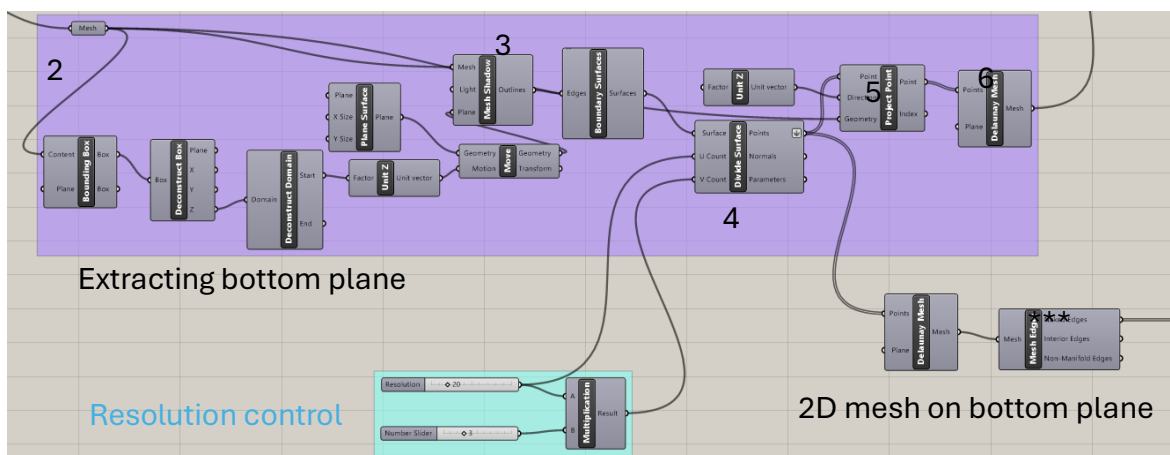 Mesh
2
3
Mesh
Light
Plane
Mesh Shadow
Outlines
Edges
Boundary Surfaces
Surfaces
Plane
X Size
Y Size
Plane Surface
Plane
Factor
Unit Z
Unit vector
Point
Geometry
Project Point
Point
Index
5
6
Points
Plane
Delaunay Mesh
Mesh
Content
Plane
Bounding Box
Box
Box
Box
Deconstruct Box
Plane
X
Y
Z
Domain
Deconstruct Domain
Start
End
Factor
Unit Z
Unit vector
Geometry
Motion
Move
Geometry
Transform
Surface
U Count
V Count
Divide Surface
Points
Normals
Parameters
4
Extracting bottom plane
Points
Plane
Delaunay Mesh
Mesh
Mesh
***
Edges
Interior Edges
Non-Manifold Edges
Resolution control
Resolution
20
Number Slider
3
A
B
Multiplication
Result
2D mesh on bottom plane